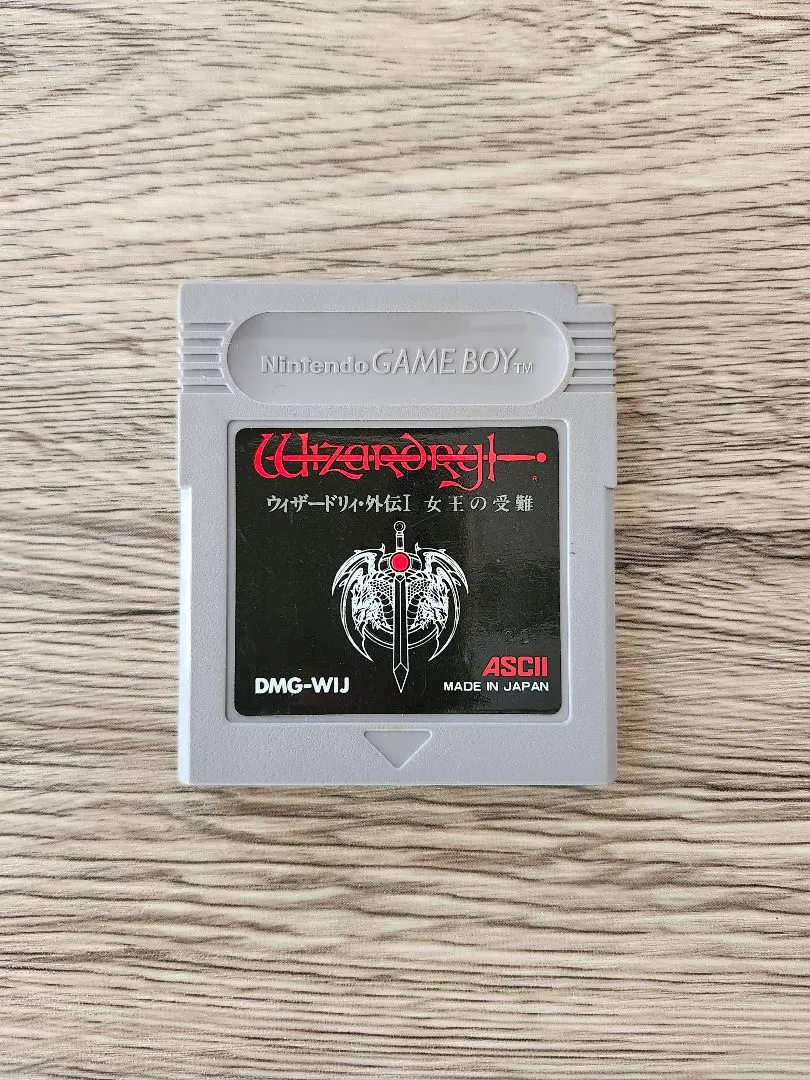 Nintendo GAME BOY TM
Wizardry
R
ウィザードリィ・外伝I 女王の受難
ASCII
DMG-WIJ
MADE IN JAPAN